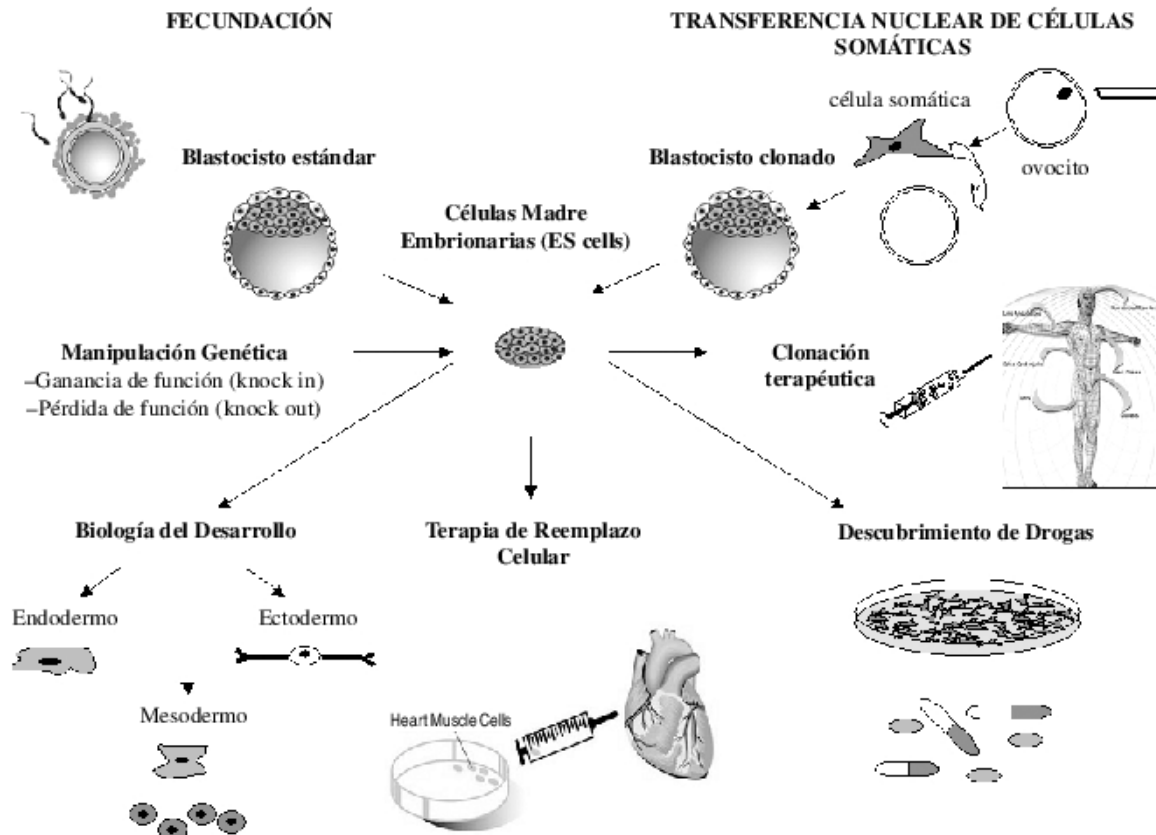 FECUNDACIÓN
TRANSFERENCIA NUCLEAR DE CÉLULAS
SOMÁTICAS
célula somática
ovocito
Blastocisto estándar
Blastocisto clonado
Células Madre
Embrionarias (ES cells)
Manipulación Genética
–Ganancia de función (knock in)
–Pérdida de función (knock out)
Clonación
terapéutica
Biología del Desarrollo
Terapia de Reemplazo
Celular
Descubrimiento de Drogas
Endodermo
Ectodermo
Mesodermo
Heart Muscle Cells